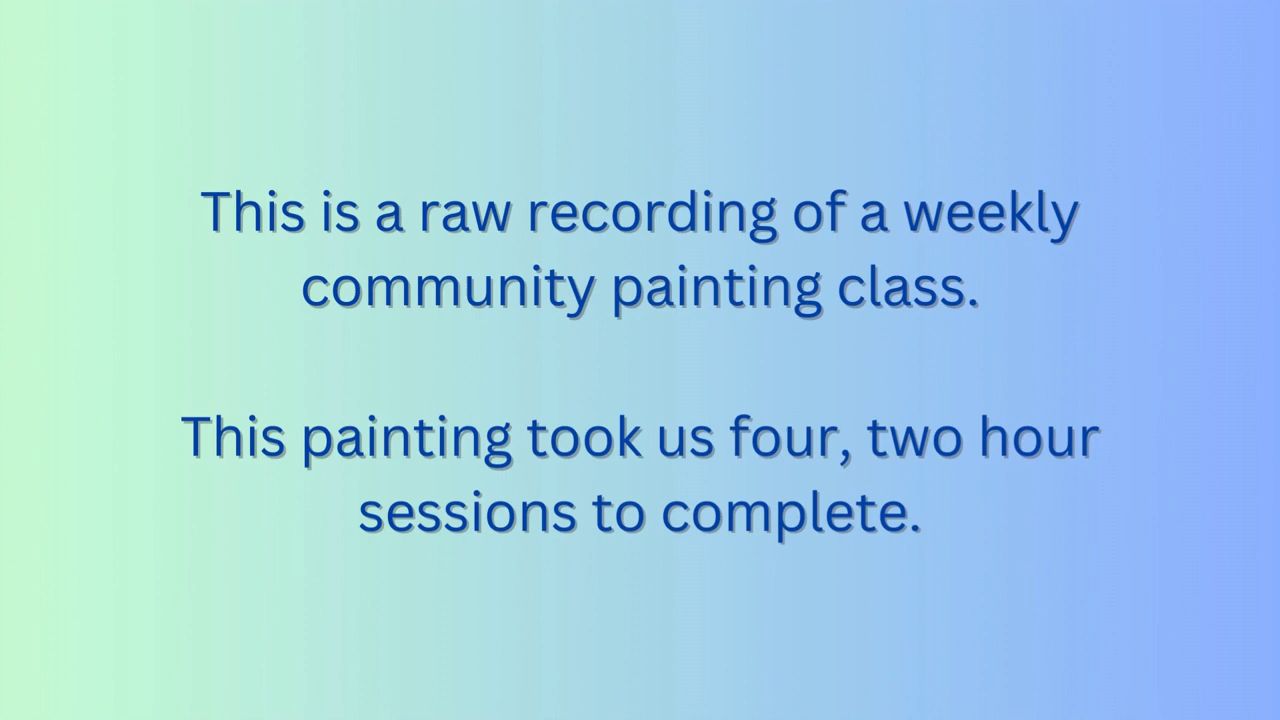 This is a raw recording of a weekly
community painting class.
This painting took us four, two hour
sessions to complete.